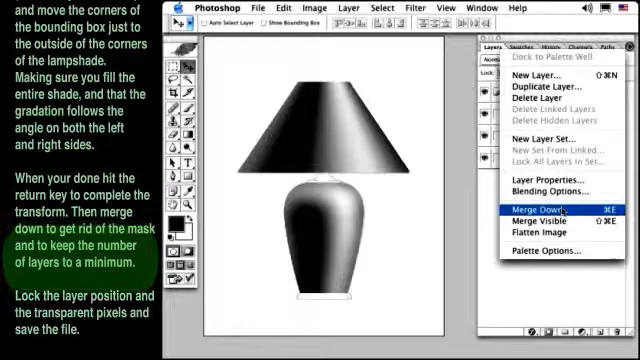 and move the corners of
the bounding box just to
the outside of the corners
of the lampshade.
Making sure you fill the
entire shade, and that the
gradation follows the
angle on both the left
and right sides.
When your done hit the
return key to complete the
transform. Then merge
down to get rid of the mask
and to keep the number
of layers to a minimum.
Lock the layer position and
the transparent pixels and
save the file.
Photoshop File Edit Image Layer Select Filter View Window Help
Auto Select Layer Show Bounding Box
Layers Swatches History Channels Paths
Dock to Palette Well
New Layer... ⇧⌘N
Duplicate Layer...
Delete Layer
Delete Linked Layers
Delete Hidden Layers
New Layer Set...
New Set From Linked...
Lock All Layers In Set...
Layer Properties...
Blending Options...
Merge Down ⌘E
Merge Visible ⇧⌘E
Flatten Image
Palette Options...
Lock: